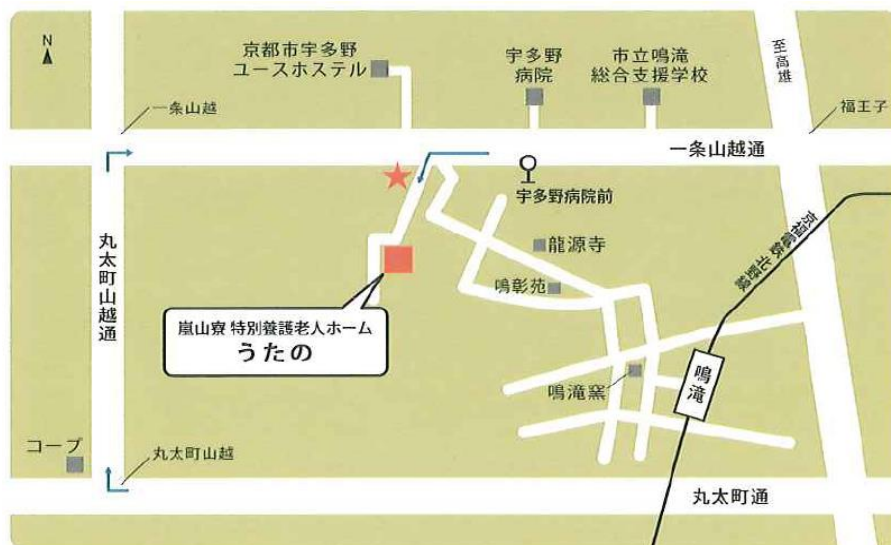 N
京都市宇多野
ユースホステル
宇多野
病院
市立鳴滝
総合支援学校
至高雄
一条山越
福王子
一条山越通
宇多野病院前
丸太町山越通
龍源寺
京福電鉄北野線
鳴彰苑
嵐山寮 特別養護老人ホーム
うたの
鳴滝
鳴滝窯
コープ
丸太町山越
丸太町通